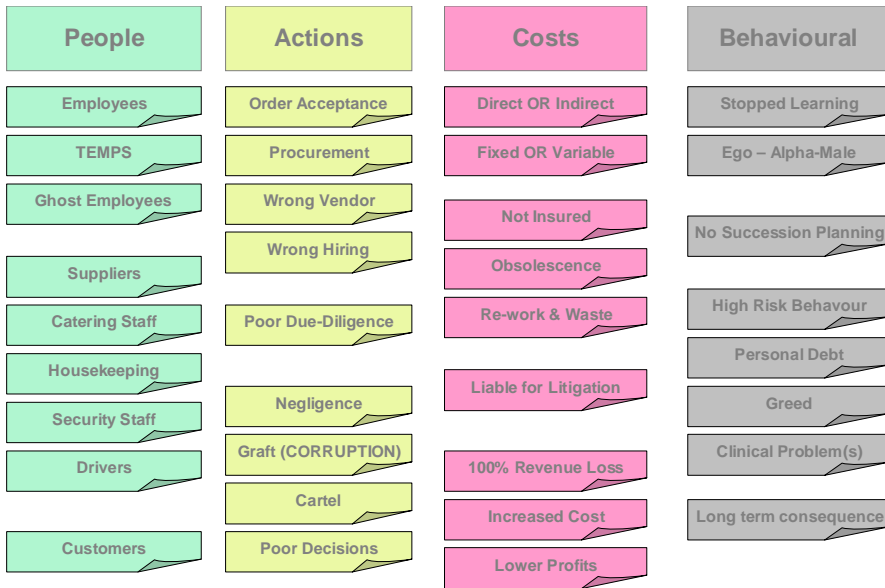 People
Employees
TEMPS
Ghost Employees
Suppliers
Catering Staff
Housekeeping
Security Staff
Drivers
Customers
Actions
Order Acceptance
Procurement
Wrong Vendor
Wrong Hiring
Poor Due-Diligence
Negligence
Graft (CORRUPTION)
Cartel
Poor Decisions
Costs
Direct OR Indirect
Fixed OR Variable
Not Insured
Obsolescence
Re-work & Waste
Liable for Litigation
100% Revenue Loss
Increased Cost
Lower Profits
Behavioural
Stopped Learning
Ego – Alpha-Male
No Succession Planning
High Risk Behavour
Personal Debt
Greed
Clinical Problem(s)
Long term consequence